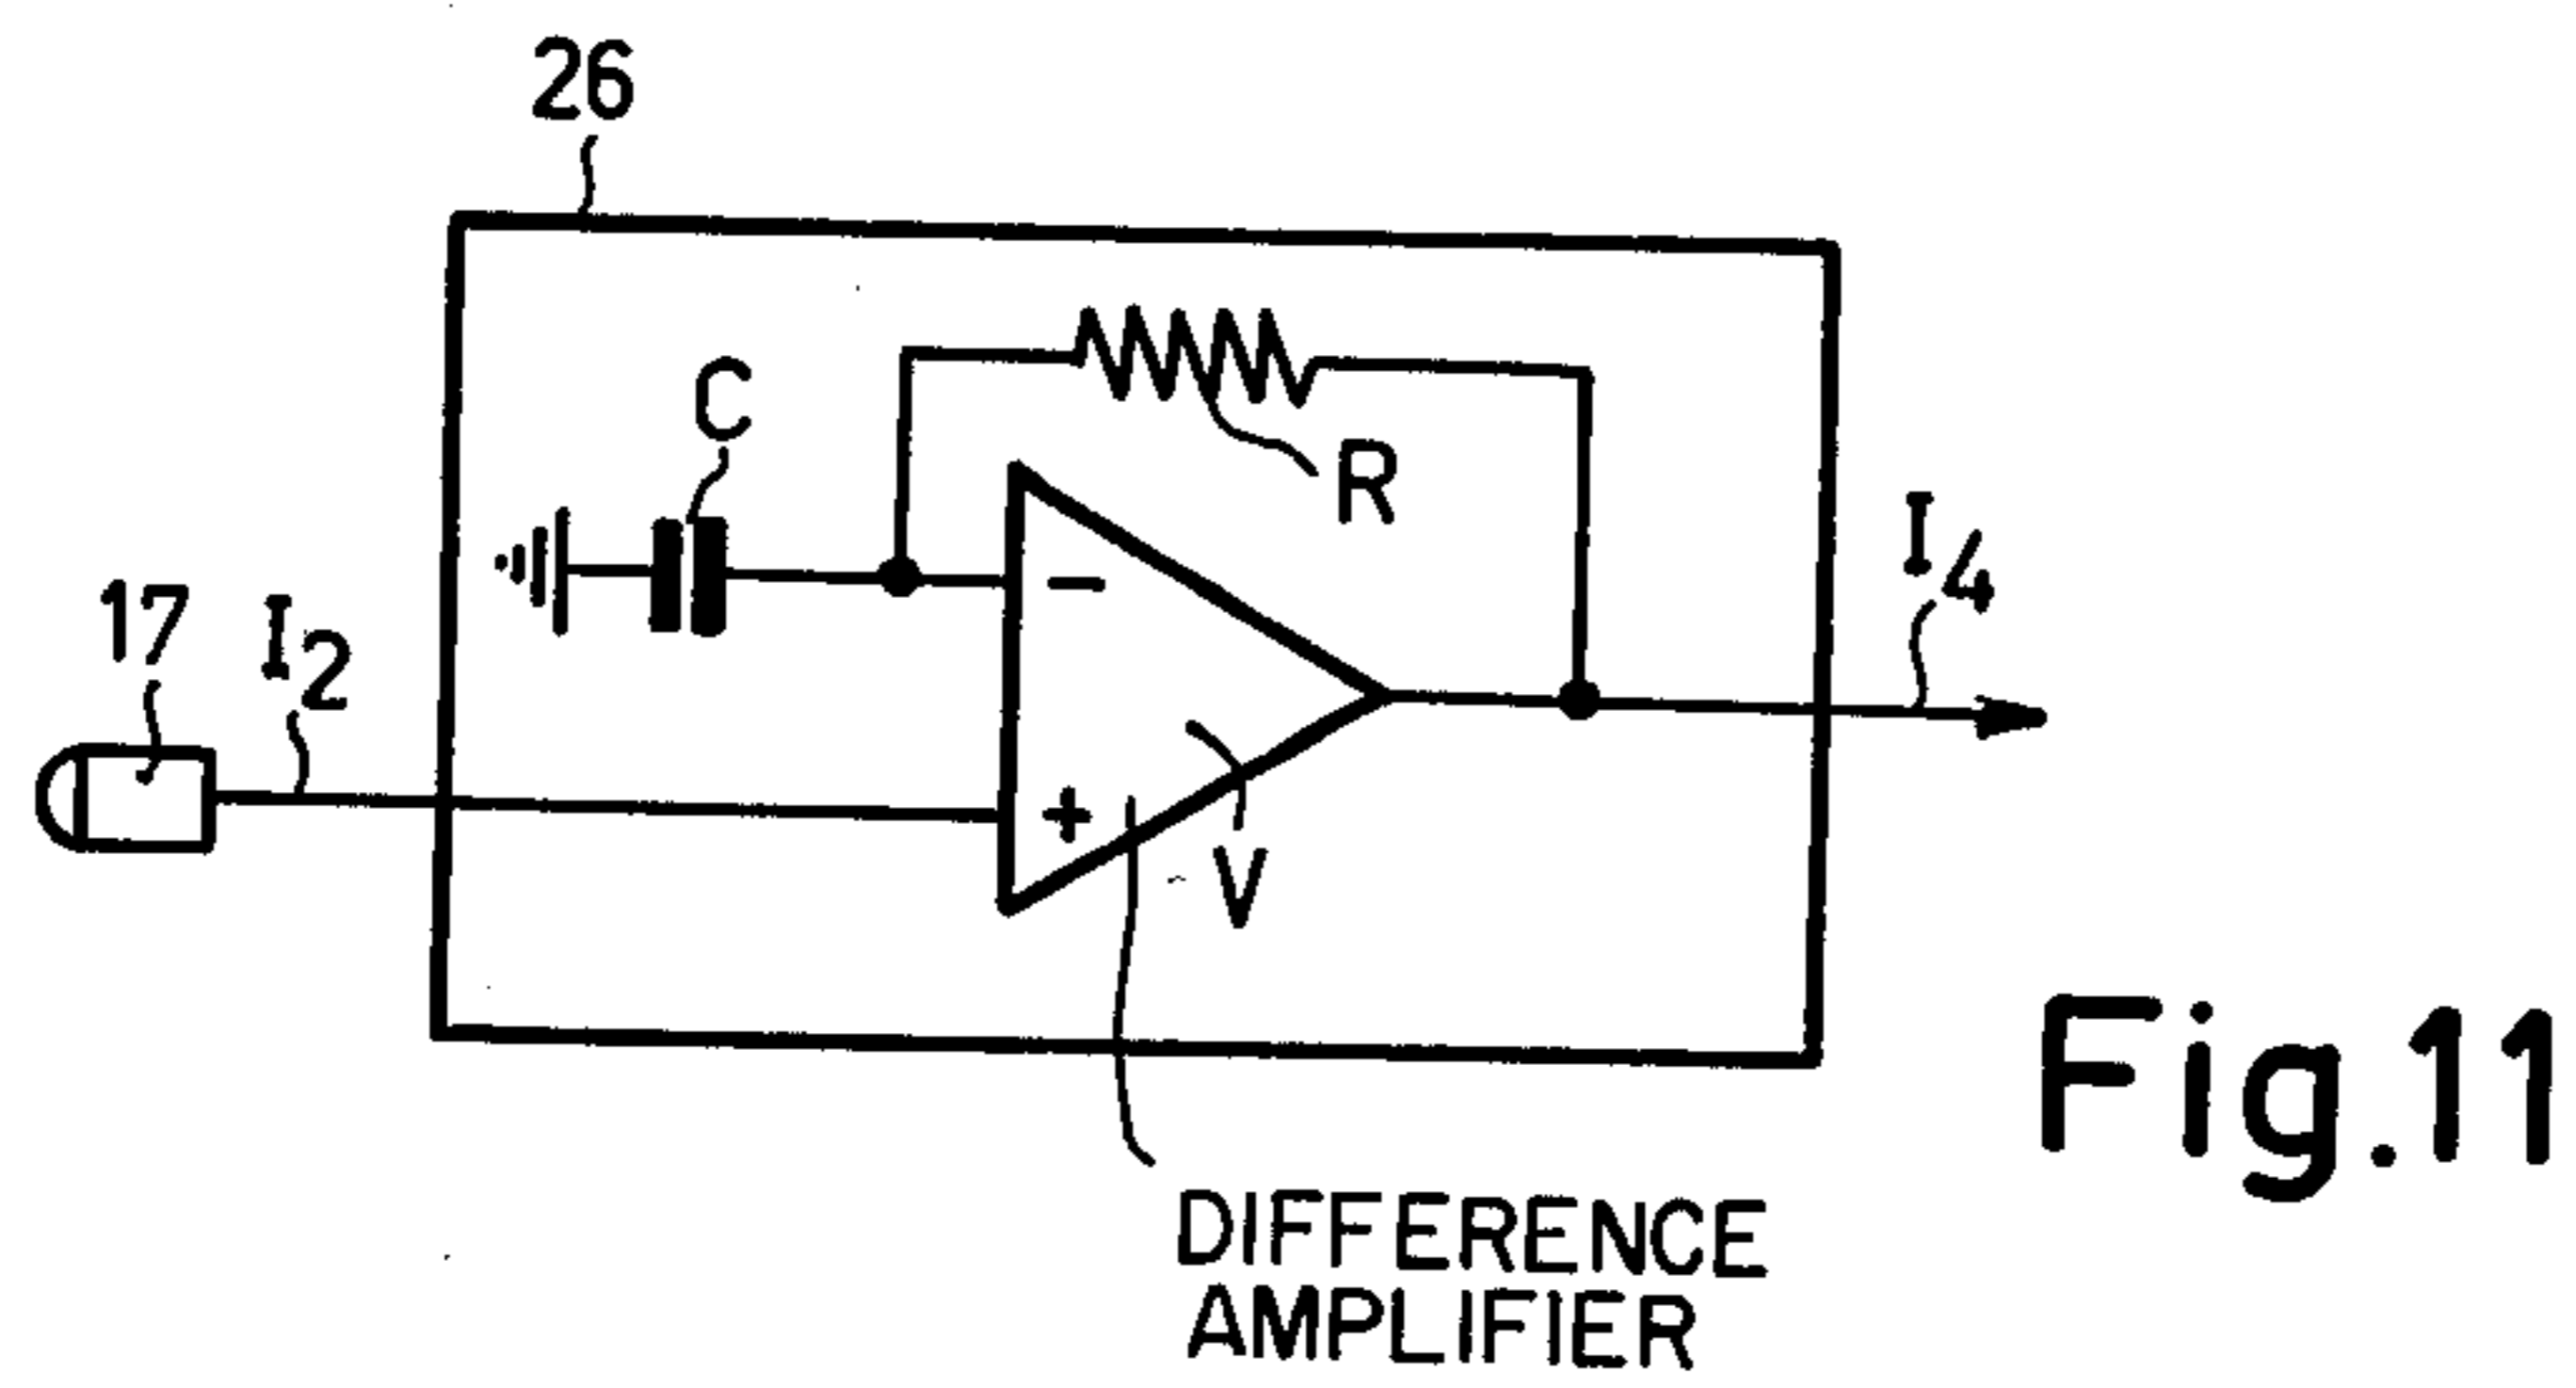 26
C
R
I4
17
I2
-
+
V
Fig.11
DIFFERENCE
AMPLIFIER